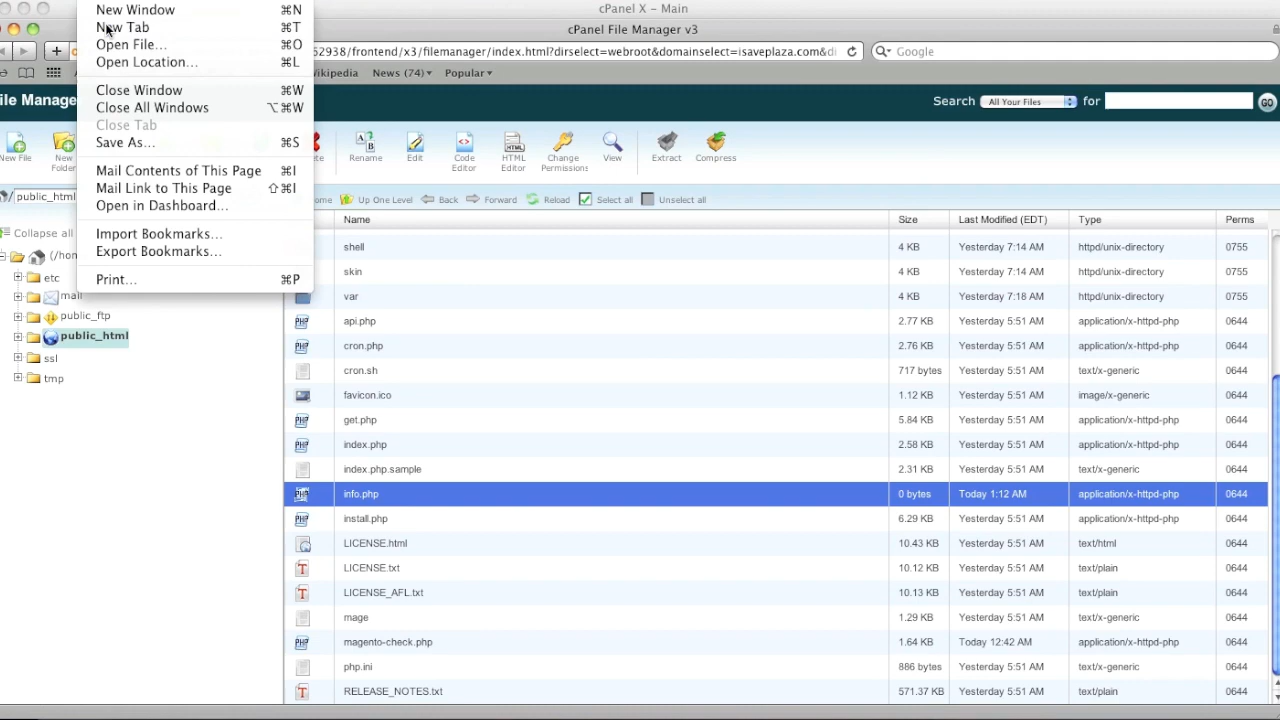 cPanel X - Main
cPanel File Manager v3
New Window ⌘N
New Tab ⌘T
Open File... ⌘O
Open Location... ⌘L
Close Window ⌘W
Close All Windows ⌥⌘W
Close Tab
Save As... ⌘S
Mail Contents of This Page ⌘I
Mail Link to This Page ⇧⌘I
Open in Dashboard...
Import Bookmarks...
Export Bookmarks...
Print... ⌘P
62938/frontend/x3/filemanager/index.html?dirselect=webroot&domainselect=isaveplaza.com&di
Google
Wikipedia News (74) Popular
ile Manage
Search All Your Files for GO
New File
New Folder
Rename
Edit
Code Editor
HTML Editor
Change Permissions
View
Extract
Compress
/ public_html
ome Up One Level Back Forward Reload Select all Unselect all
Collapse all
(/hom
etc
mail
public_ftp
public_html
ssl
tmp
Name Size Last Modified (EDT) Type Perms
shell 4 KB Yesterday 7:14 AM httpd/unix-directory 0755
skin 4 KB Yesterday 7:14 AM httpd/unix-directory 0755
var 4 KB Yesterday 7:18 AM httpd/unix-directory 0755
api.php 2.77 KB Yesterday 5:51 AM application/x-httpd-php 0644
cron.php 2.76 KB Yesterday 5:51 AM application/x-httpd-php 0644
cron.sh 717 bytes Yesterday 5:51 AM text/x-generic 0644
favicon.ico 1.12 KB Yesterday 5:51 AM image/x-generic 0644
get.php 5.84 KB Yesterday 5:51 AM application/x-httpd-php 0644
index.php 2.58 KB Yesterday 5:51 AM application/x-httpd-php 0644
index.php.sample 2.31 KB Yesterday 5:51 AM text/x-generic 0644
info.php 0 bytes Today 1:12 AM application/x-httpd-php 0644
install.php 6.29 KB Yesterday 5:51 AM application/x-httpd-php 0644
LICENSE.html 10.43 KB Yesterday 5:51 AM text/html 0644
LICENSE.txt 10.12 KB Yesterday 5:51 AM text/plain 0644
LICENSE_AFL.txt 10.13 KB Yesterday 5:51 AM text/plain 0644
mage 1.29 KB Yesterday 5:51 AM text/x-generic 0644
magento-check.php 1.64 KB Today 12:42 AM application/x-httpd-php 0644
php.ini 886 bytes Yesterday 5:51 AM text/x-generic 0644
RELEASE_NOTES.txt 571.37 KB Yesterday 5:51 AM text/plain 0644